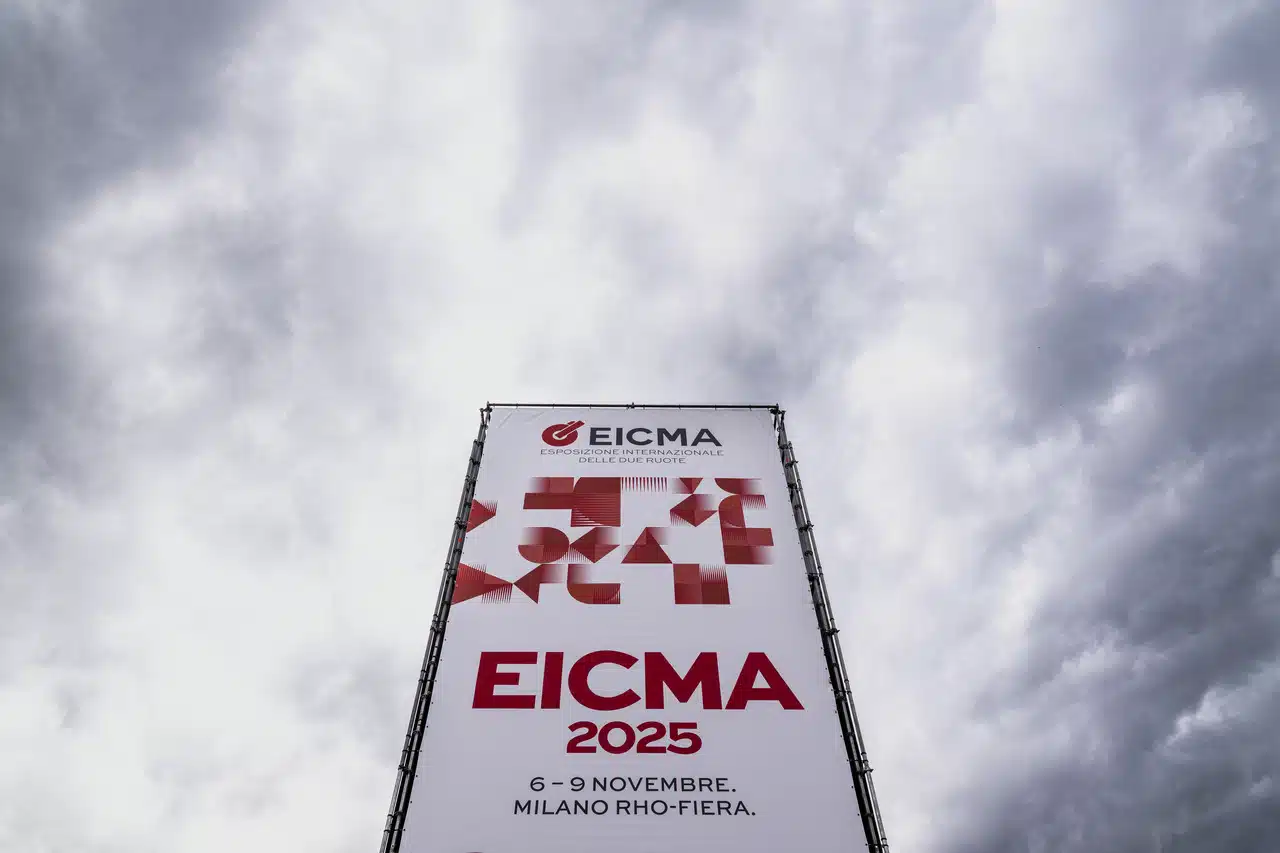 EICMA
ESPOSIZIONE INTERNAZIONALE
DELLE DUE RUOTE
EICMA
2025
6 – 9 NOVEMBRE.
MILANO RHO-FIERA.